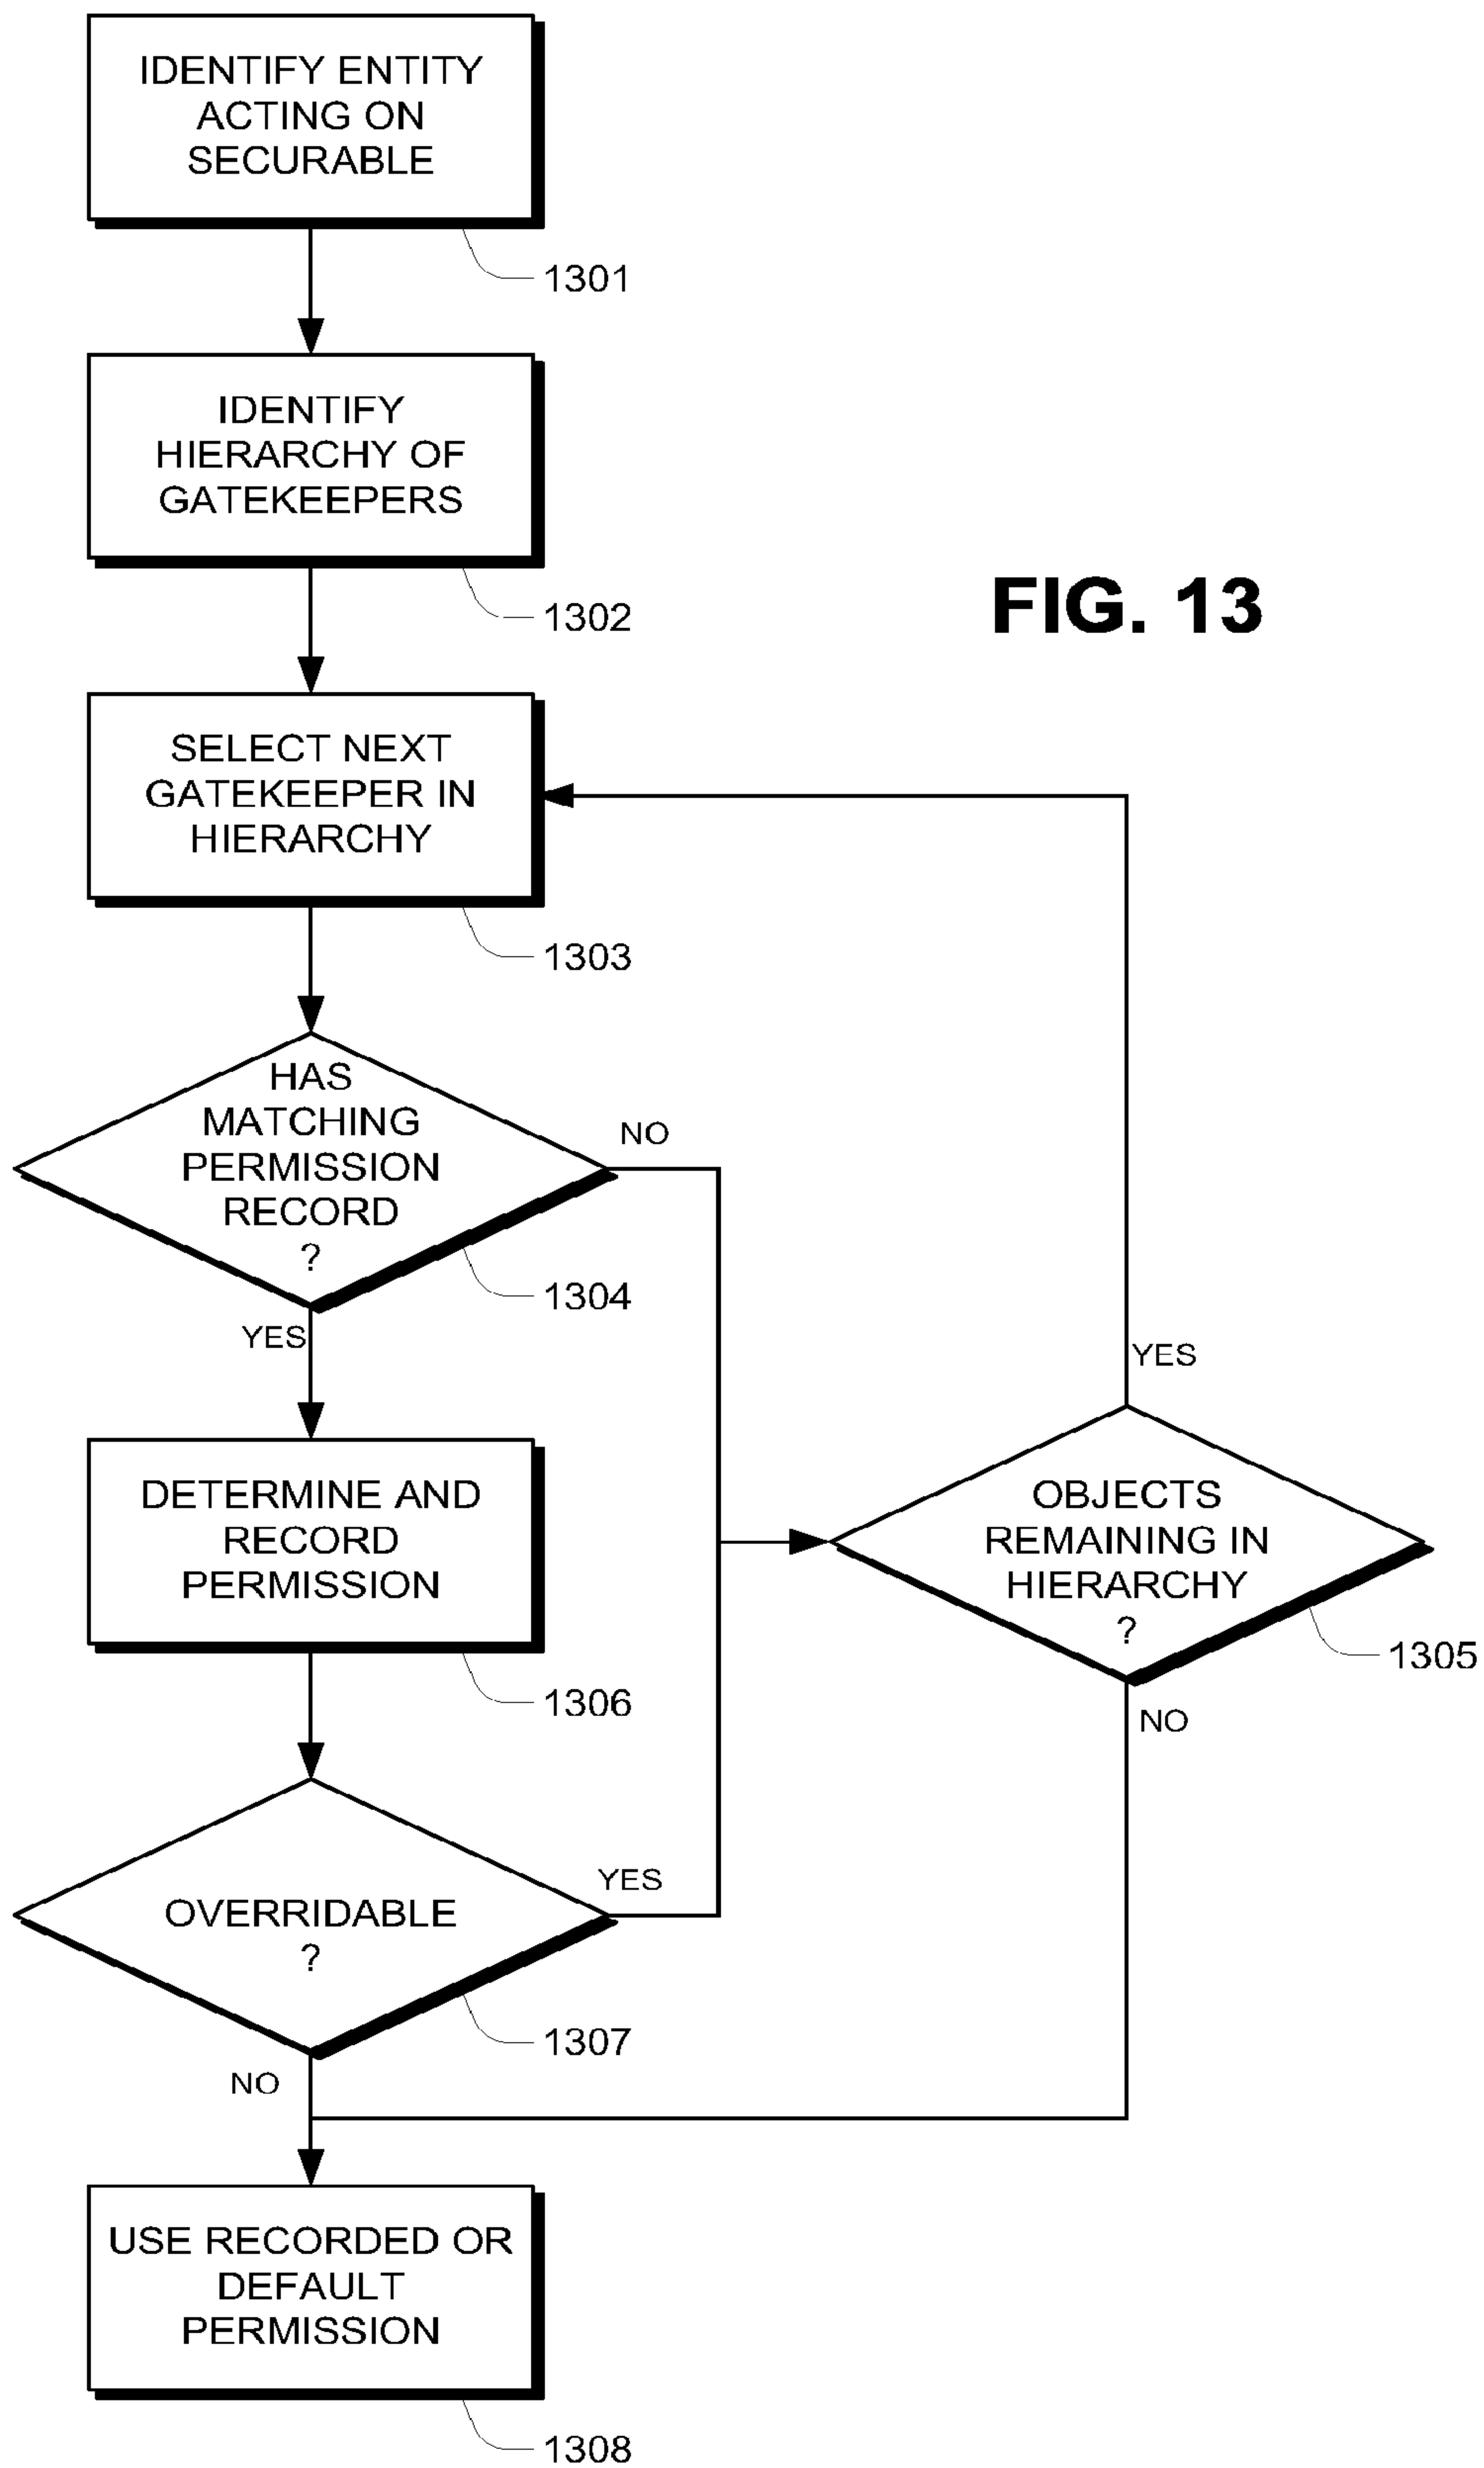 IDENTIFY ENTITY
ACTING ON
SECURABLE
1301
IDENTIFY
HIERARCHY OF
GATEKEEPERS
1302
FIG. 13
SELECT NEXT
GATEKEEPER IN
HIERARCHY
1303
HAS
MATCHING
PERMISSION
RECORD
?
NO
1304
YES
DETERMINE AND
RECORD
PERMISSION
1306
YES
OBJECTS
REMAINING IN
HIERARCHY
?
1305
NO
OVERRIDABLE
?
YES
1307
NO
USE RECORDED OR
DEFAULT
PERMISSION
1308